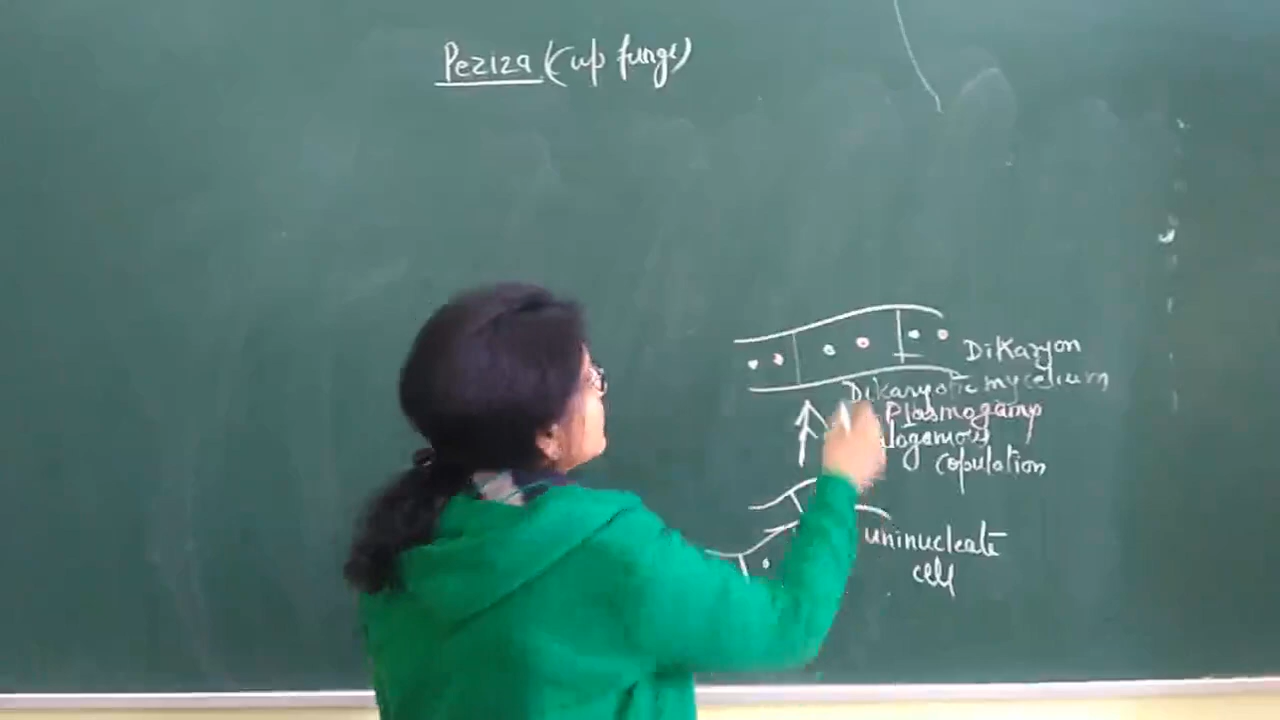 Peziza (cup fungi)
Dikaryon
Dikaryotic mycelium
Plasmogamy
copulation
uninucleate
cell